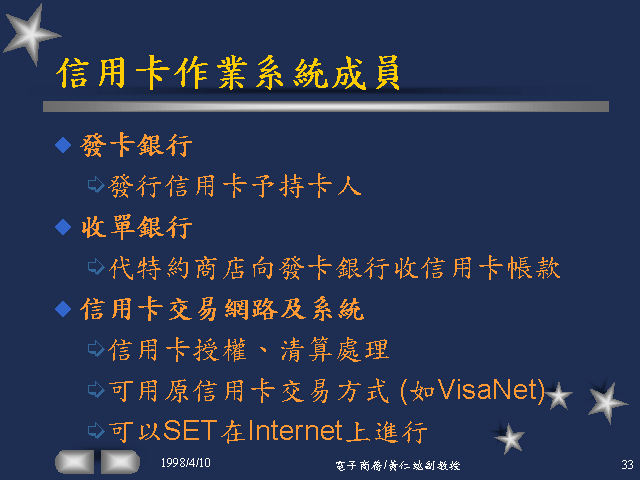 信用卡作業系統成員
發卡銀行
發行信用卡予持卡人
收單銀行
代特約商店向發卡銀行收信用卡帳款
信用卡交易網路及系統
信用卡授權、清算處理
可用原信用卡交易方式 (如VisaNet)
可以SET在Internet上進行
1998/4/10
電子商務/黃仁竑副教授
33